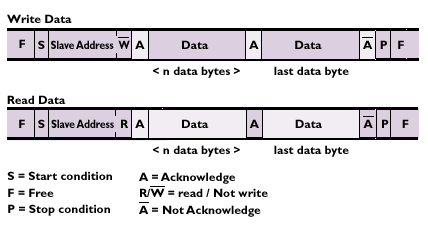 Write Data
F S Slave Address W̅ A Data A Data A̅ P F
< n data bytes > last data byte
Read Data
F S Slave Address R A Data A Data A̅ P F
< n data bytes > last data byte
S = Start condition A = Acknowledge
F = Free R/W̅ = read / Not write
P = Stop condition A̅ = Not Acknowledge